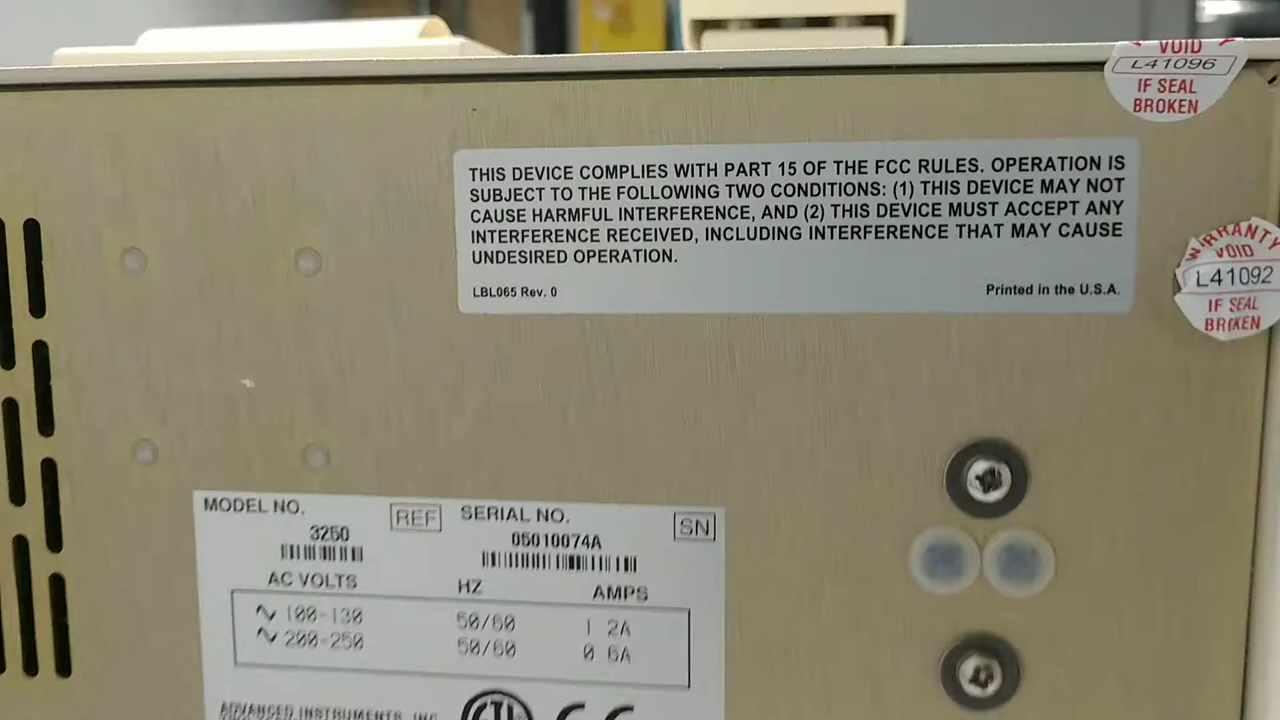 VOID
L41096
IF SEAL
BROKEN
THIS DEVICE COMPLIES WITH PART 15 OF THE FCC RULES. OPERATION IS
SUBJECT TO THE FOLLOWING TWO CONDITIONS: (1) THIS DEVICE MAY NOT
CAUSE HARMFUL INTERFERENCE, AND (2) THIS DEVICE MUST ACCEPT ANY
INTERFERENCE RECEIVED, INCLUDING INTERFERENCE THAT MAY CAUSE
UNDESIRED OPERATION.
LBL065 Rev. 0 Printed in the U.S.A.
WARRANTY
VOID
L41092
IF SEAL
BROKEN
MODEL NO. REF SERIAL NO. SN
3250 05010074A
AC VOLTS HZ AMPS
~ 100-130 50/60 1 2A
~ 200-250 50/60 0 6A
ADVANCED INSTRUMENTS, INC
ETL CE